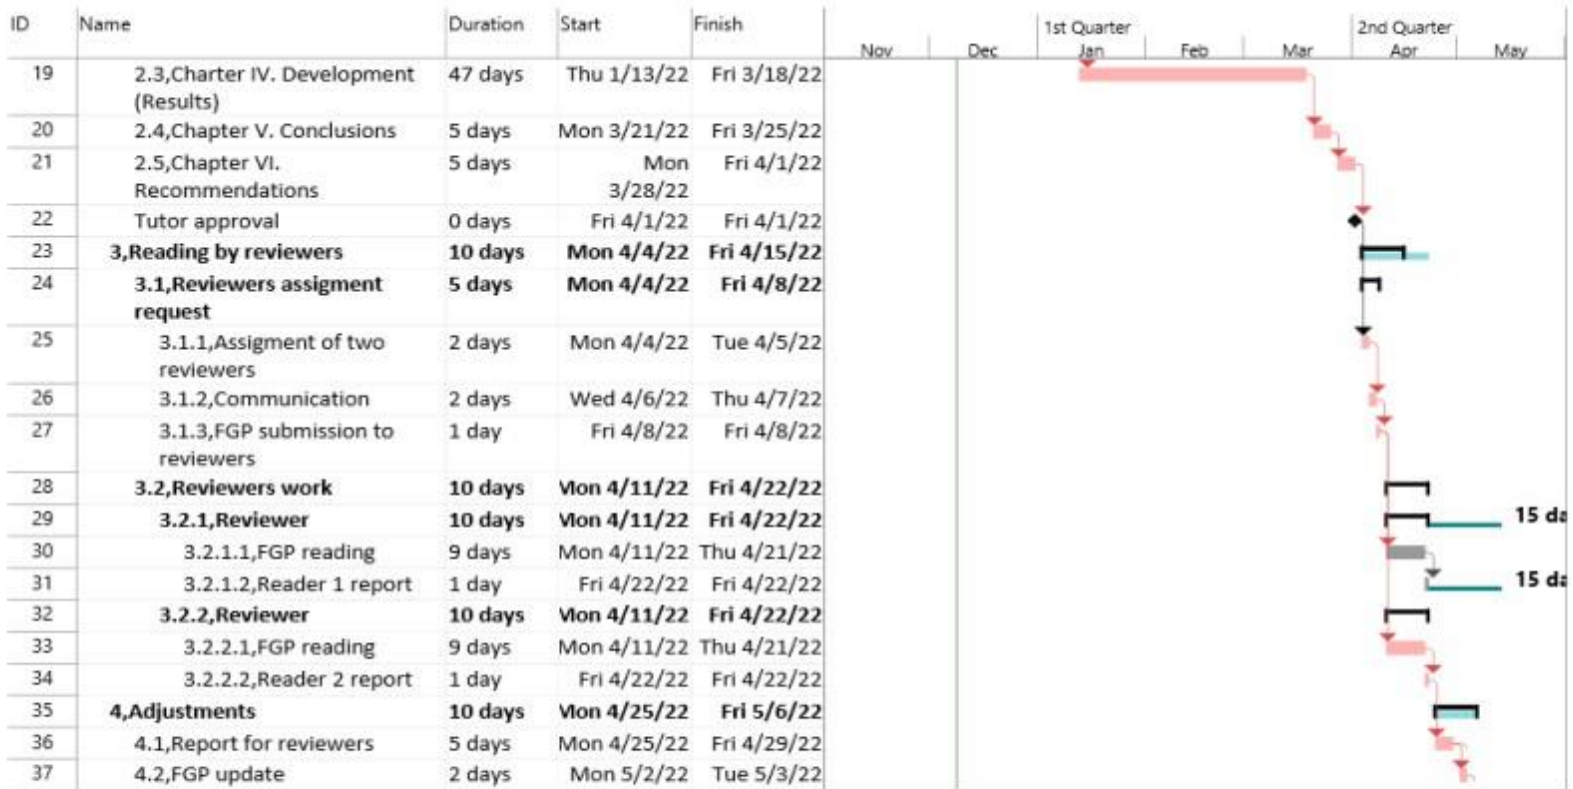 ID Name Duration Start Finish
1st Quarter 2nd Quarter
Nov Dec Jan Feb Mar Apr May
19 2.3,Charter IV. Development 47 days Thu 1/13/22 Fri 3/18/22
(Results)
20 2.4,Chapter V. Conclusions 5 days Mon 3/21/22 Fri 3/25/22
21 2.5,Chapter VI. 5 days Mon Fri 4/1/22
Recommendations 3/28/22
22 Tutor approval 0 days Fri 4/1/22 Fri 4/1/22
23 3,Reading by reviewers 10 days Mon 4/4/22 Fri 4/15/22
24 3.1,Reviewers assigment 5 days Mon 4/4/22 Fri 4/8/22
request
25 3.1.1,Assigment of two 2 days Mon 4/4/22 Tue 4/5/22
reviewers
26 3.1.2,Communication 2 days Wed 4/6/22 Thu 4/7/22
27 3.1.3,FGP submission to 1 day Fri 4/8/22 Fri 4/8/22
reviewers
28 3.2,Reviewers work 10 days Mon 4/11/22 Fri 4/22/22
29 3.2.1,Reviewer 10 days Mon 4/11/22 Fri 4/22/22 15 da
30 3.2.1.1,FGP reading 9 days Mon 4/11/22 Thu 4/21/22
31 3.2.1.2,Reader 1 report 1 day Fri 4/22/22 Fri 4/22/22 15 da
32 3.2.2,Reviewer 10 days Mon 4/11/22 Fri 4/22/22
33 3.2.2.1,FGP reading 9 days Mon 4/11/22 Thu 4/21/22
34 3.2.2.2,Reader 2 report 1 day Fri 4/22/22 Fri 4/22/22
35 4,Adjustments 10 days Mon 4/25/22 Fri 5/6/22
36 4.1,Report for reviewers 5 days Mon 4/25/22 Fri 4/29/22
37 4.2,FGP update 2 days Mon 5/2/22 Tue 5/3/22